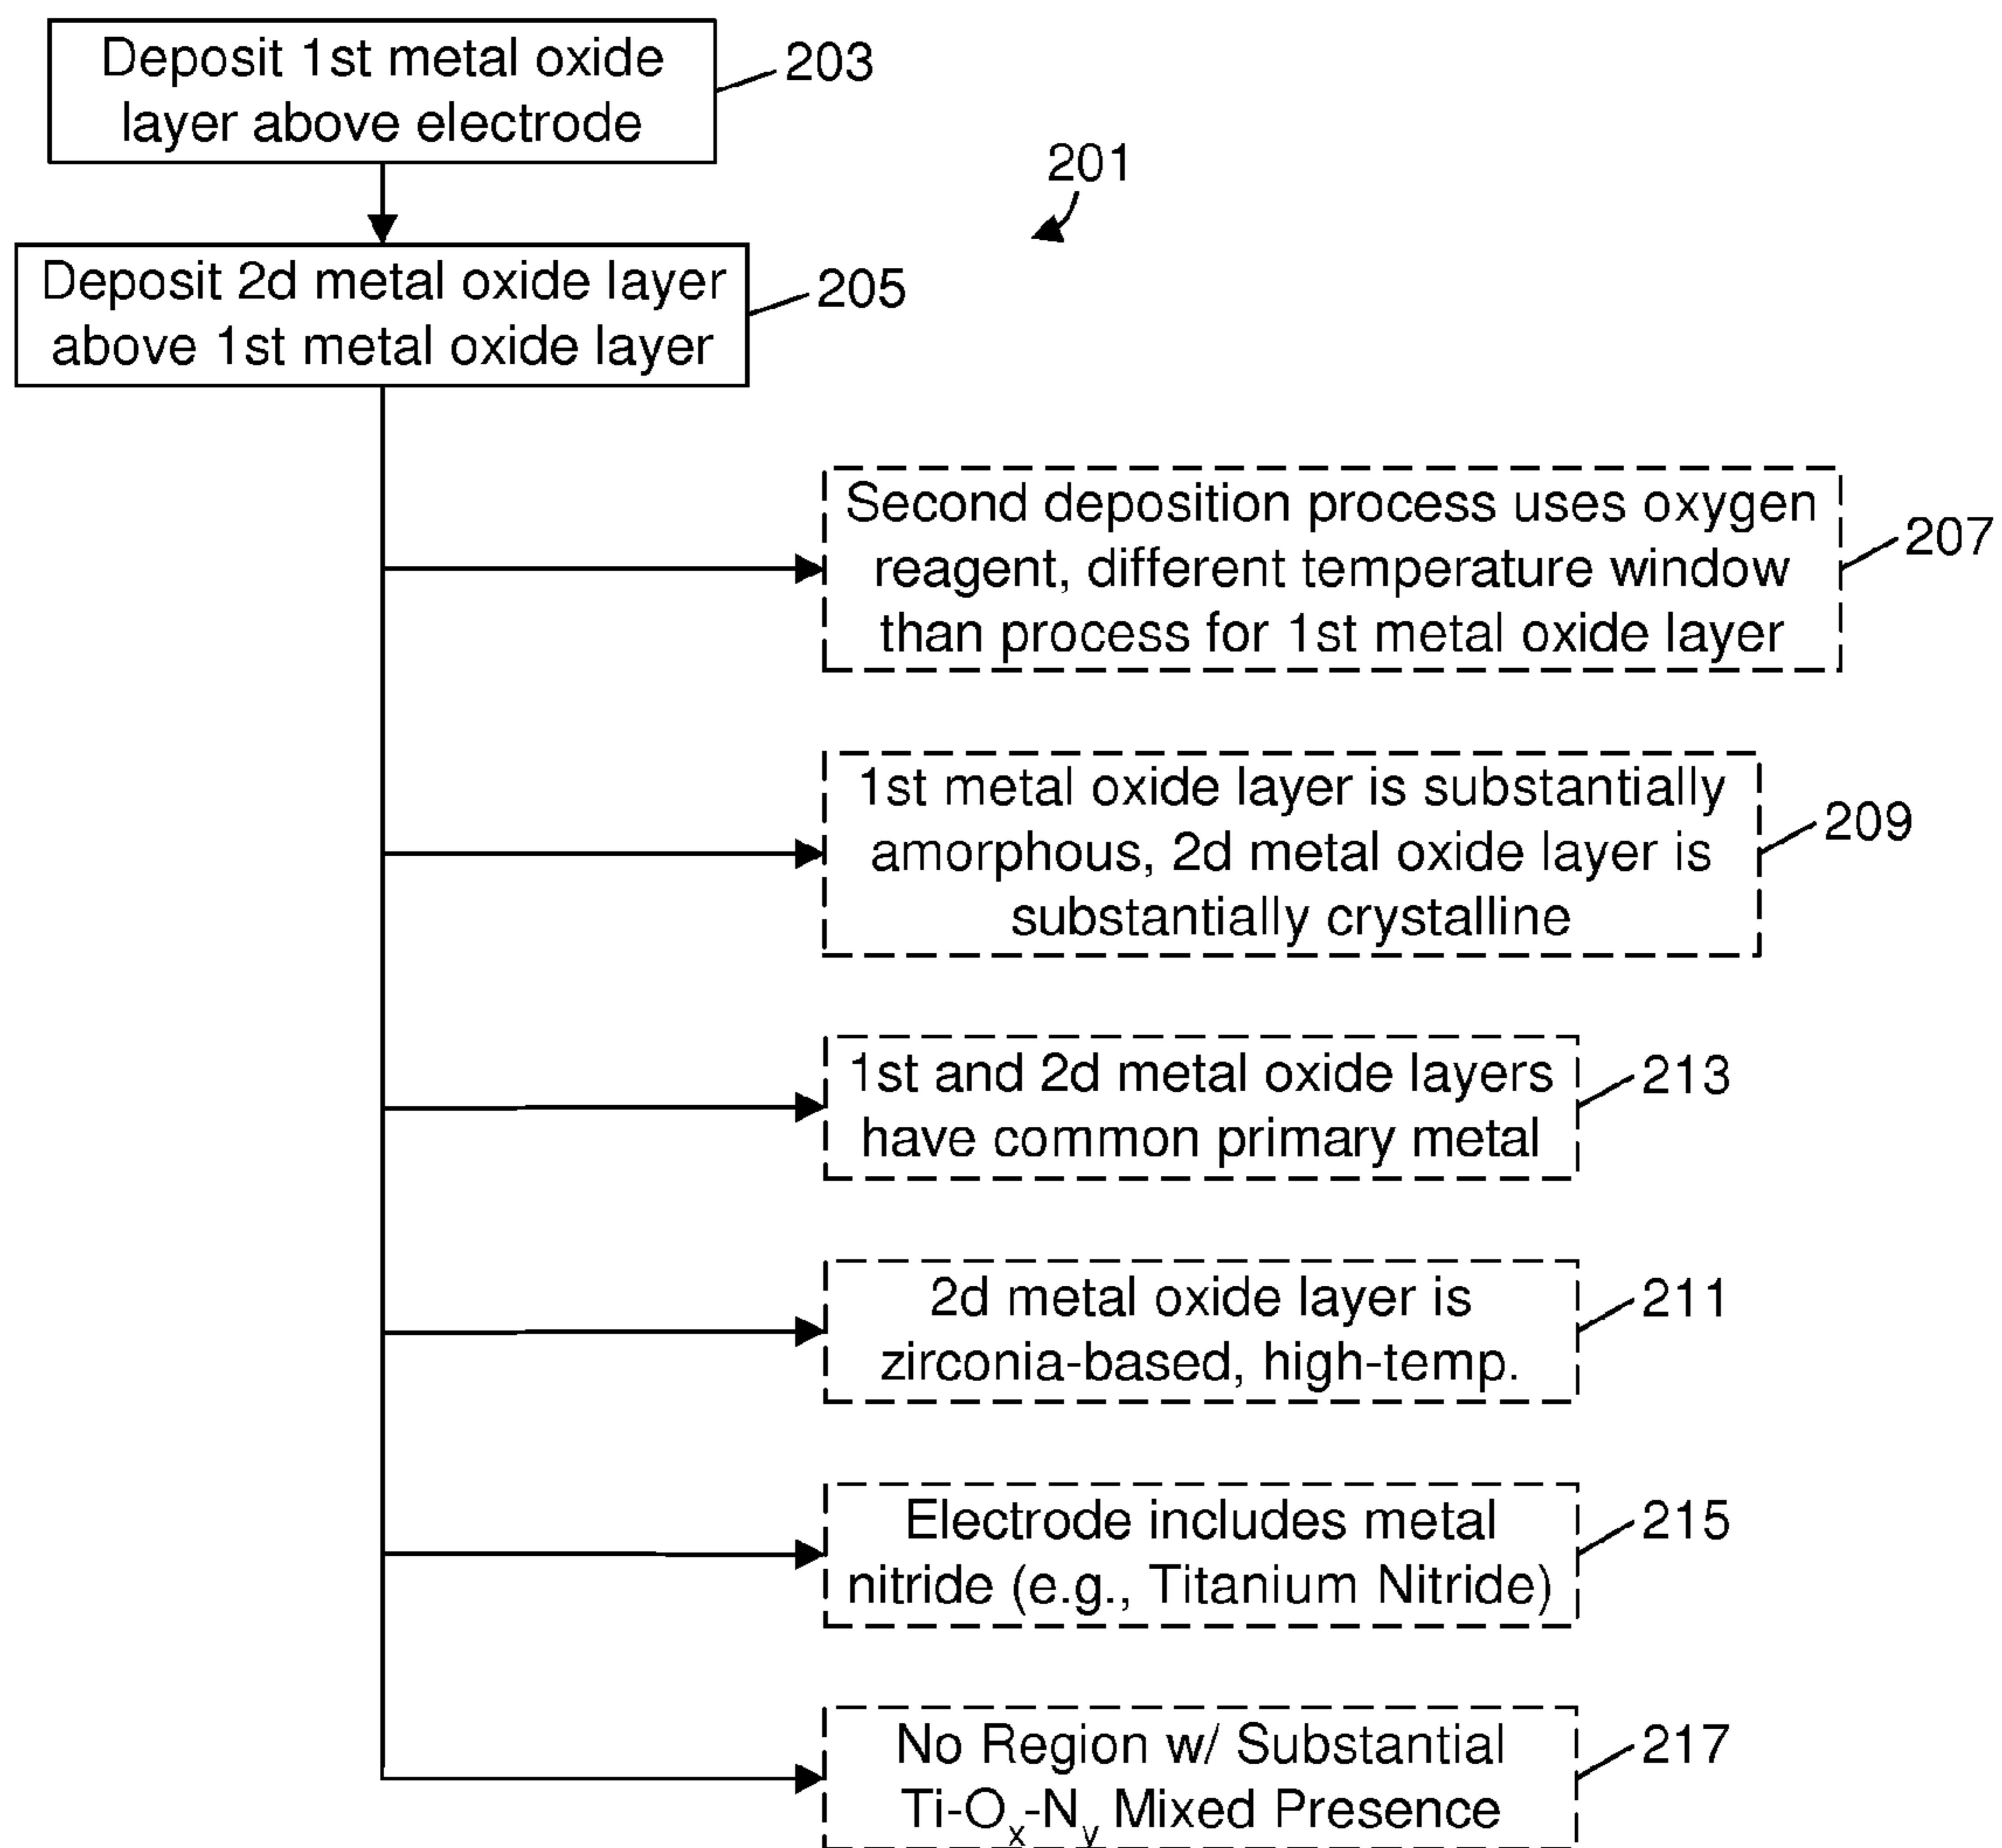 Deposit 1st metal oxide
layer above electrode
203
201
Deposit 2d metal oxide layer
above 1st metal oxide layer
205
Second deposition process uses oxygen
reagent, different temperature window
than process for 1st metal oxide layer
207
1st metal oxide layer is substantially
amorphous, 2d metal oxide layer is
substantially crystalline
209
1st and 2d metal oxide layers
have common primary metal
213
2d metal oxide layer is
zirconia-based, high-temp.
211
Electrode includes metal
nitride (e.g., Titanium Nitride)
215
No Region w/ Substantial
Ti-Oₓ-Nᵧ Mixed Presence
217